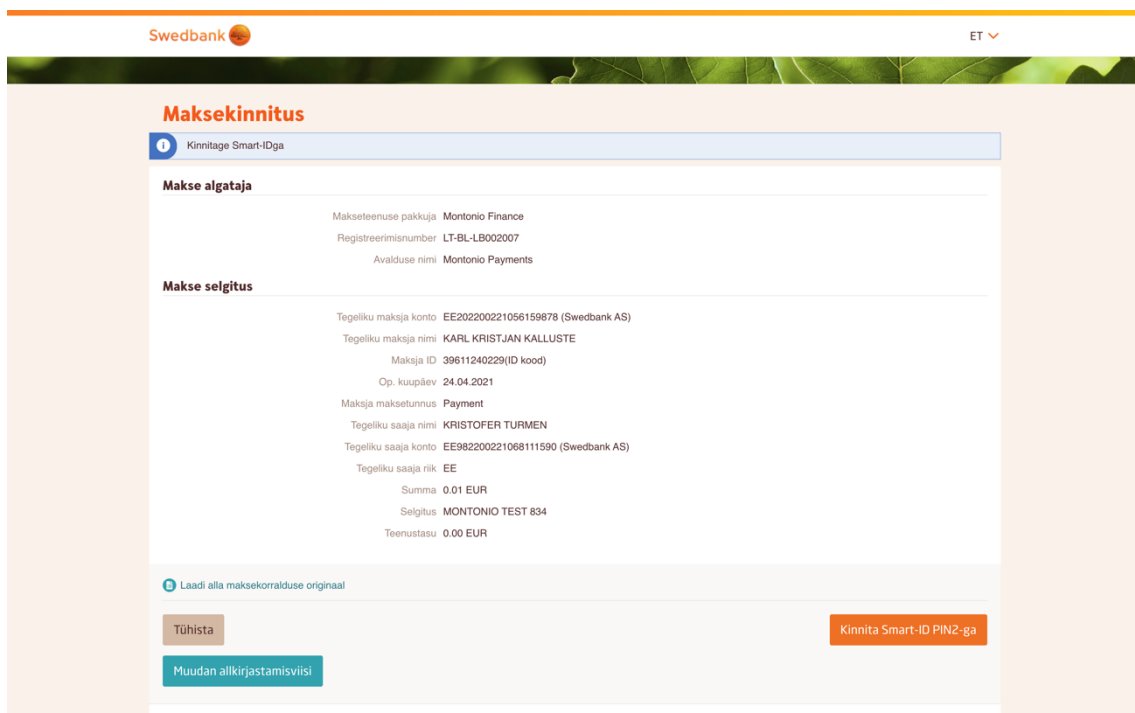 Swedbank
ET
Maksekinnitus
Kinnitage Smart-IDga
Makse algataja
Makseteenuse pakkuja Montonio Finance
Registreerimisnumber LT-BL-LB002007
Avalduse nimi Montonio Payments
Makse selgitus
Tegeliku maksja konto EE202200221056159878 (Swedbank AS)
Tegeliku maksja nimi KARL KRISTJAN KALLUSTE
Maksja ID 39611240229(ID kood)
Op. kuupäev 24.04.2021
Maksja maksetunnus Payment
Tegeliku saaja nimi KRISTOFER TURMEN
Tegeliku saaja konto EE982200221068111590 (Swedbank AS)
Tegeliku saaja riik EE
Summa 0.01 EUR
Selgitus MONTONIO TEST 834
Teenustasu 0.00 EUR
Laadi alla maksekorralduse originaal
Tühista
Kinnita Smart-ID PIN2-ga
Muudan allkirjastamisviisi